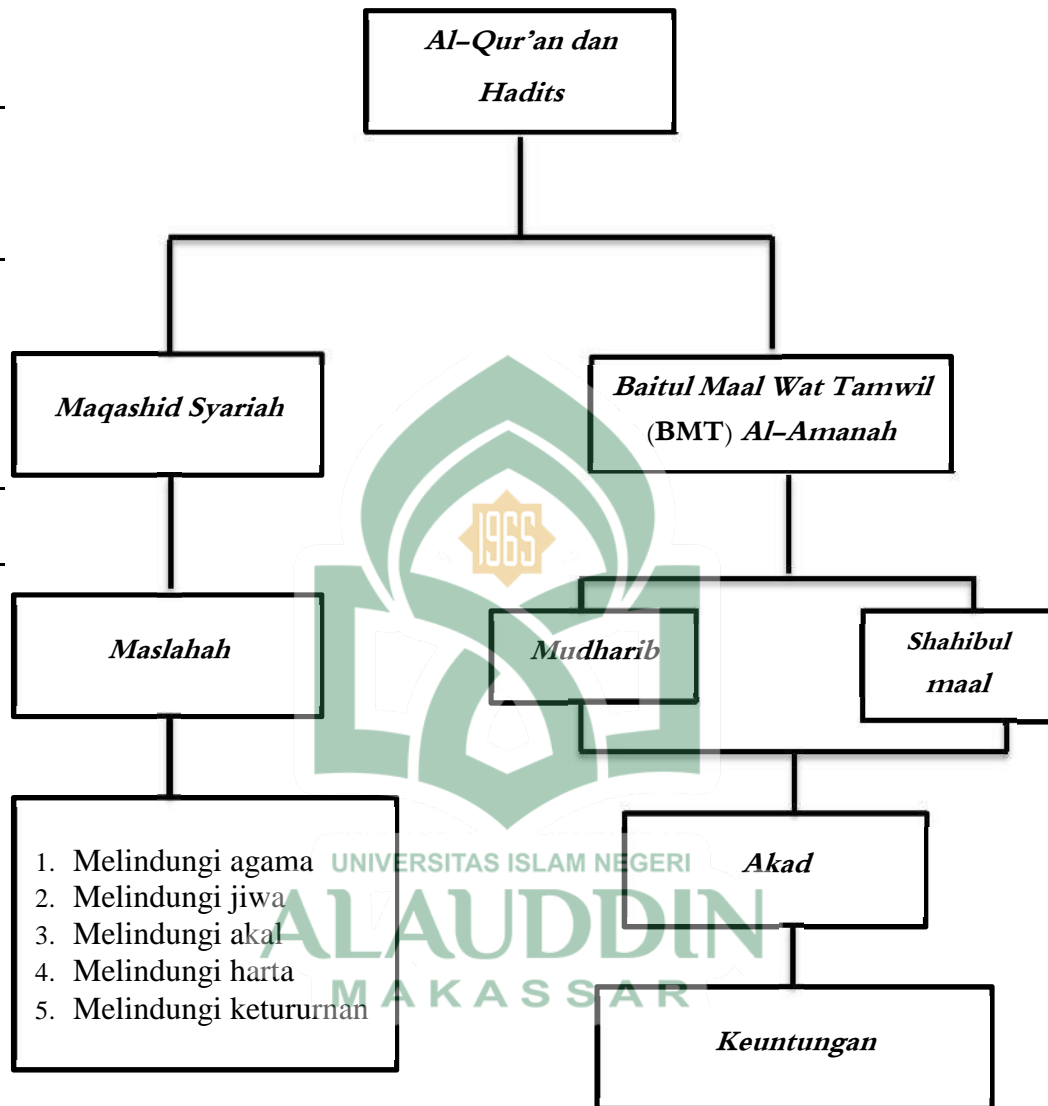 Al-Qur'an dan
Hadits
Maqashid Syariah
Baitul Maal Wat Tamwil
(BMT) Al-Amanah
1965
Maslahah
Mudharib
Shahibul
maal
1. Melindungi agama
2. Melindungi jiwa
3. Melindungi akal
4. Melindungi harta
5. Melindungi ketururnan
UNIVERSITAS ISLAM NEGERI
ALAUDDIN
MAKASSAR
Akad
Keuntungan